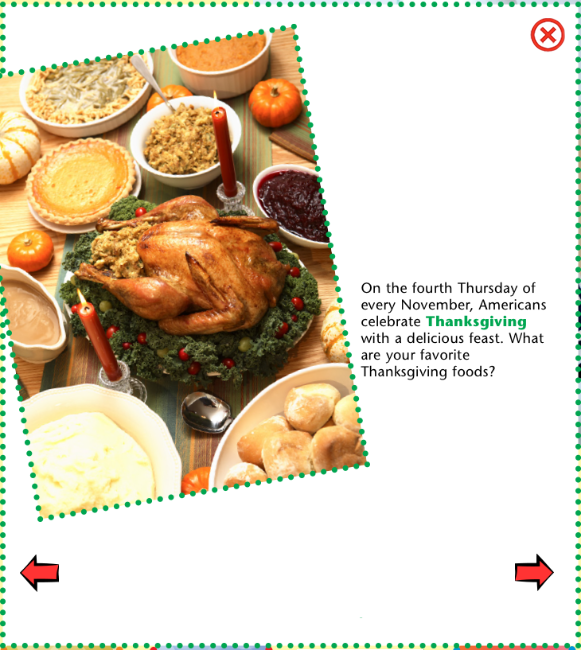 On the fourth Thursday of
every November, Americans
celebrate Thanksgiving
with a delicious feast. What
are your favorite
Thanksgiving foods?